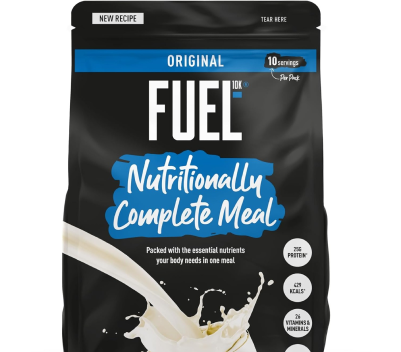 NEW RECIPE
TEAR HERE
ORIGINAL
10 servings
Per Pack
FUEL 10K®
Nutritionally
Complete Meal
Packed with the essential nutrients
your body needs in one meal
25G
PROTEIN*
429
KCALS*
26
VITAMINS &
MINERALS